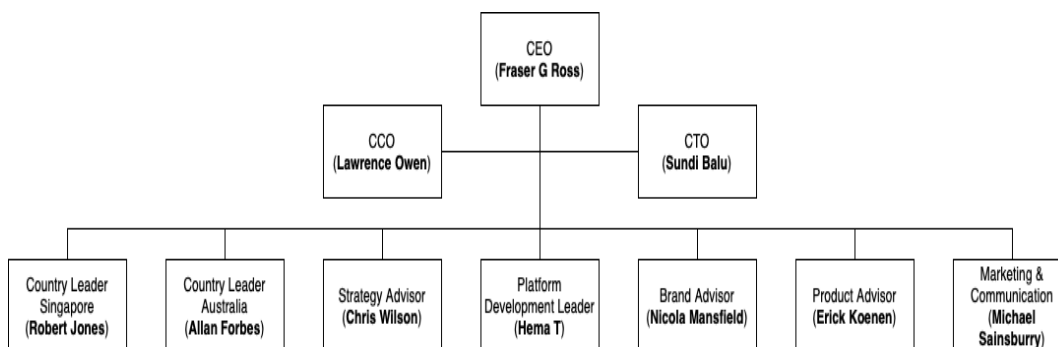 CEO
(Fraser G Ross)
CCO
(Lawrence Owen)
CTO
(Sundi Balu)
Country Leader
Singapore
(Robert Jones)
Country Leader
Australia
(Allan Forbes)
Strategy Advisor
(Chris Wilson)
Platform
Development Leader
(Hema T)
Brand Advisor
(Nicola Mansfield)
Product Advisor
(Erick Koenen)
Marketing &
Communication
(Michael
Sainsburry)